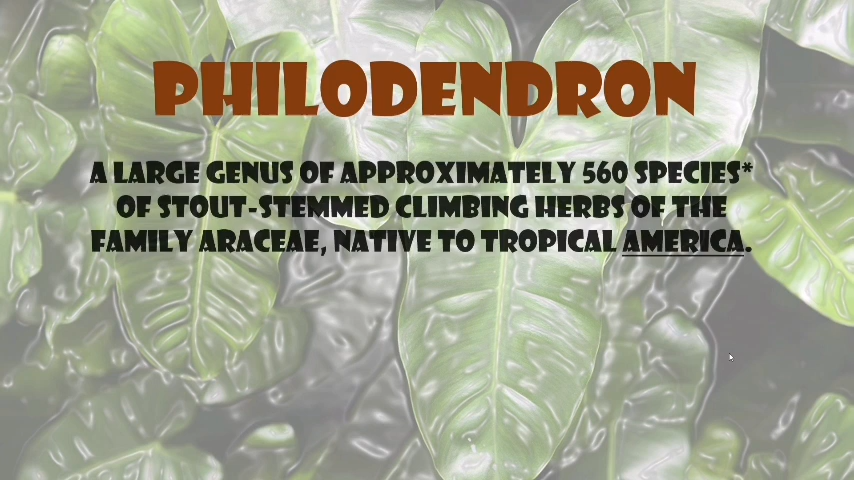 PHILODENDRON
A LARGE GENUS OF APPROXIMATELY 560 SPECIES*
OF STOUT-STEMMED CLIMBING HERBS OF THE
FAMILY ARACEAE, NATIVE TO TROPICAL AMERICA.